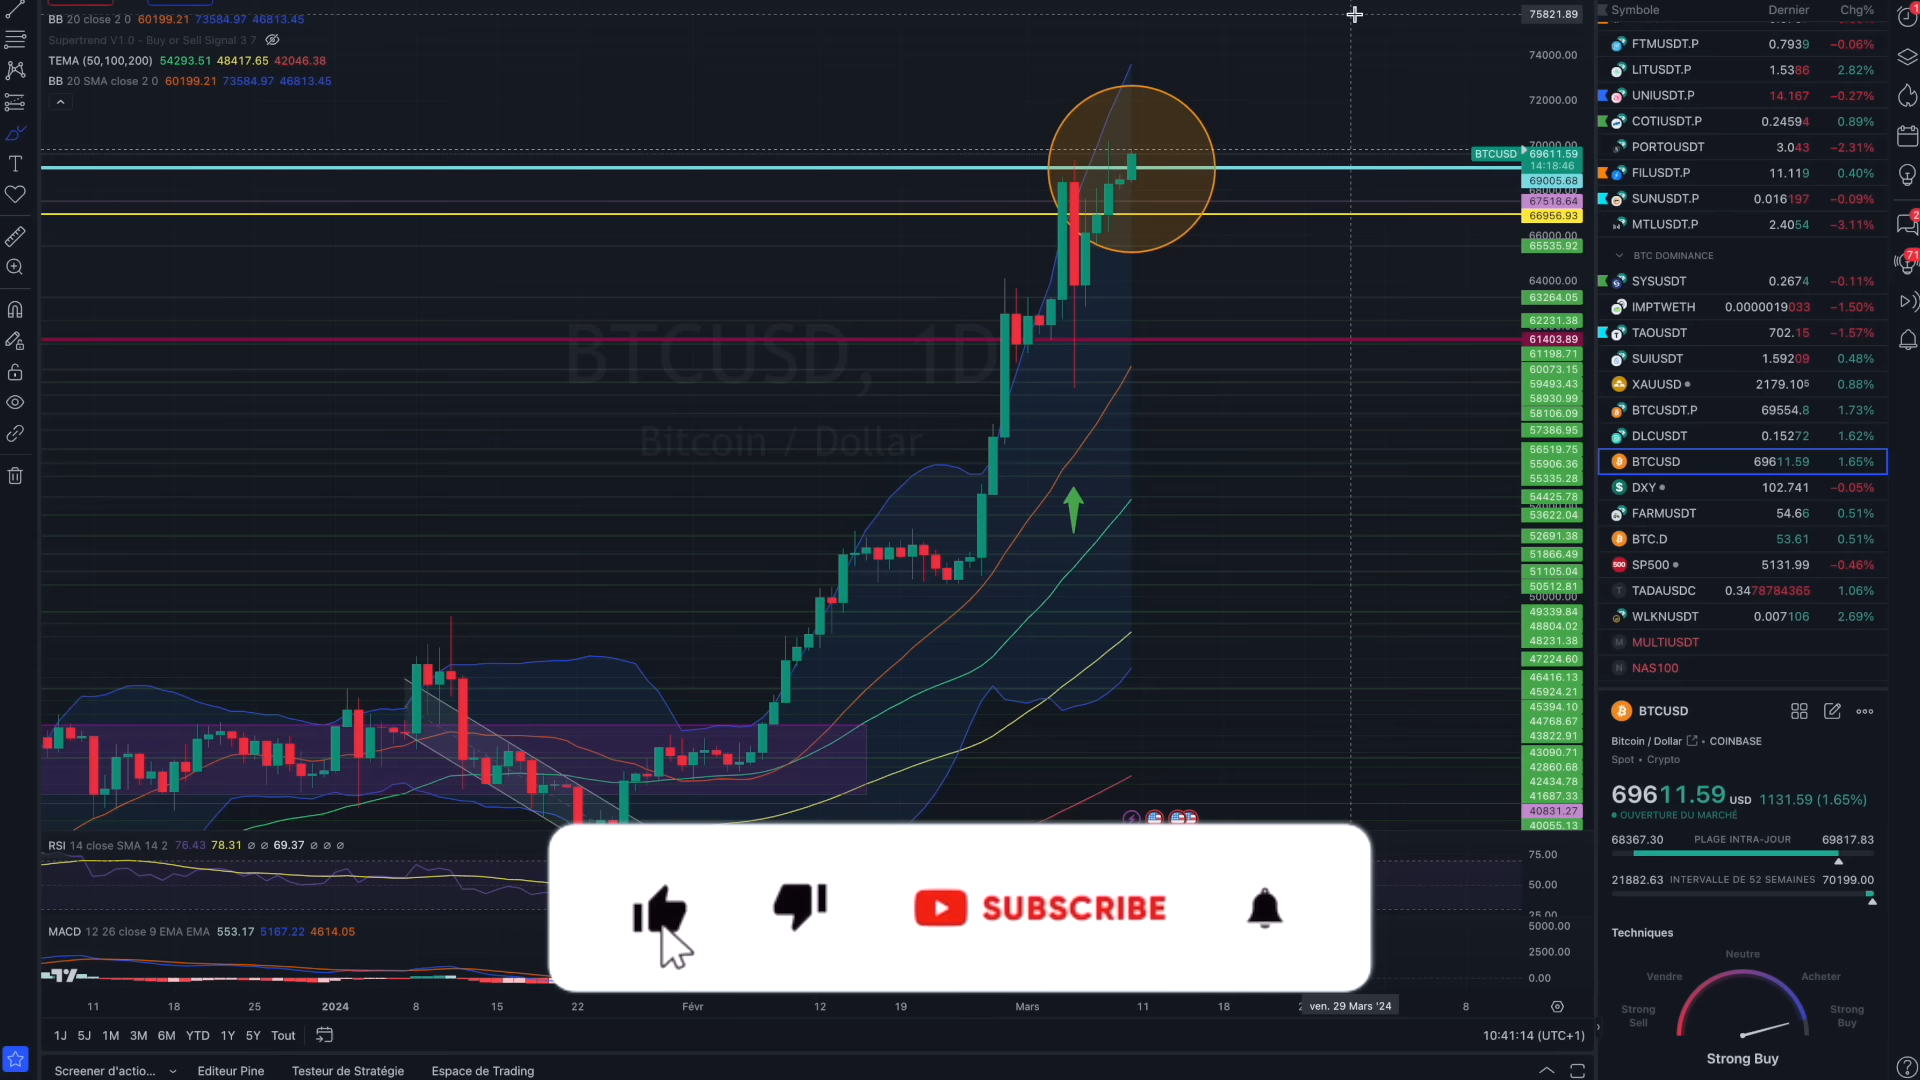 BB 20 close 2 0 60199.21 73584.97 46813.45
Supertrend V1.0 - Buy or Sell Signal 3 7
TEMA (50,100,200) 54293.51 48417.65 42046.38
BB 20 SMA close 2 0 60199.21 73584.97 46813.45
BTCUSD, 1D
Bitcoin / Dollar
75821.89
74000.00
72000.00
70000.00
BTCUSD 69611.59
14:18:46
69005.68
68000.00
67518.64
66956.93
66000.00
65535.92
64000.00
63264.05
62231.38
61403.89
61198.71
60073.15
59493.43
58930.99
58106.09
57386.95
56519.75
55906.36
55335.28
54425.78
53622.04
52691.38
51866.49
51105.04
50512.81
50000.00
49339.84
48804.02
48231.38
47224.60
46416.13
45924.21
45394.10
44768.67
43822.91
43090.71
42860.68
42434.78
41687.33
40831.27
40055.13
RSI 14 close SMA 14 2 76.43 78.31 ∅ ∅ 69.37 ∅ ∅ ∅
75.00
50.00
25.00
MACD 12 26 close 9 EMA EMA 553.17 5167.22 4614.05
5000.00
2500.00
0.00
SUBSCRIBE
11 18 25 2024 8 15 22 Févr 12 19 Mars 11 18 ven. 29 Mars '24 8
1J 5J 1M 3M 6M YTD 1Y 5Y Tout
10:41:14 (UTC+1)
Screener d'actio... Editeur Pine Testeur de Stratégie Espace de Trading
Symbole Dernier Chg%
FTMUSDT.P 0.7939 −0.06%
LITUSDT.P 1.5386 2.82%
UNIUSDT.P 14.167 −0.27%
COTIUSDT.P 0.24594 0.89%
PORTOUSDT 3.043 −2.31%
FILUSDT.P 11.119 0.40%
SUNUSDT.P 0.016197 −0.09%
MTLUSDT.P 2.4054 −3.11%
BTC DOMINANCE
SYSUSDT 0.2674 −0.11%
IMPTWETH 0.0000019033 −1.50%
TAOUSDT 702.15 −1.57%
SUIUSDT 1.59209 0.48%
XAUUSD 2179.105 0.88%
BTCUSDT.P 69554.8 1.73%
DLCUSDT 0.15272 1.62%
BTCUSD 69611.59 1.65%
DXY 102.741 −0.05%
FARMUSDT 54.66 0.51%
BTC.D 53.61 0.51%
500 SP500 5131.99 −0.46%
T TADAUSDC 0.3478784365 1.06%
WLKNUSDT 0.007106 2.69%
M MULTIUSDT
N NAS100
BTCUSD
Bitcoin / Dollar • COINBASE
Spot • Crypto
69611.59 USD 1131.59 (1.65%)
OUVERTURE DU MARCHÉ
68367.30 PLAGE INTRA-JOUR 69817.83
21882.63 INTERVALLE DE 52 SEMAINES 70199.00
Techniques
Neutre
Vendre Acheter
Strong Sell
Strong Buy
Strong Buy
1
2
71